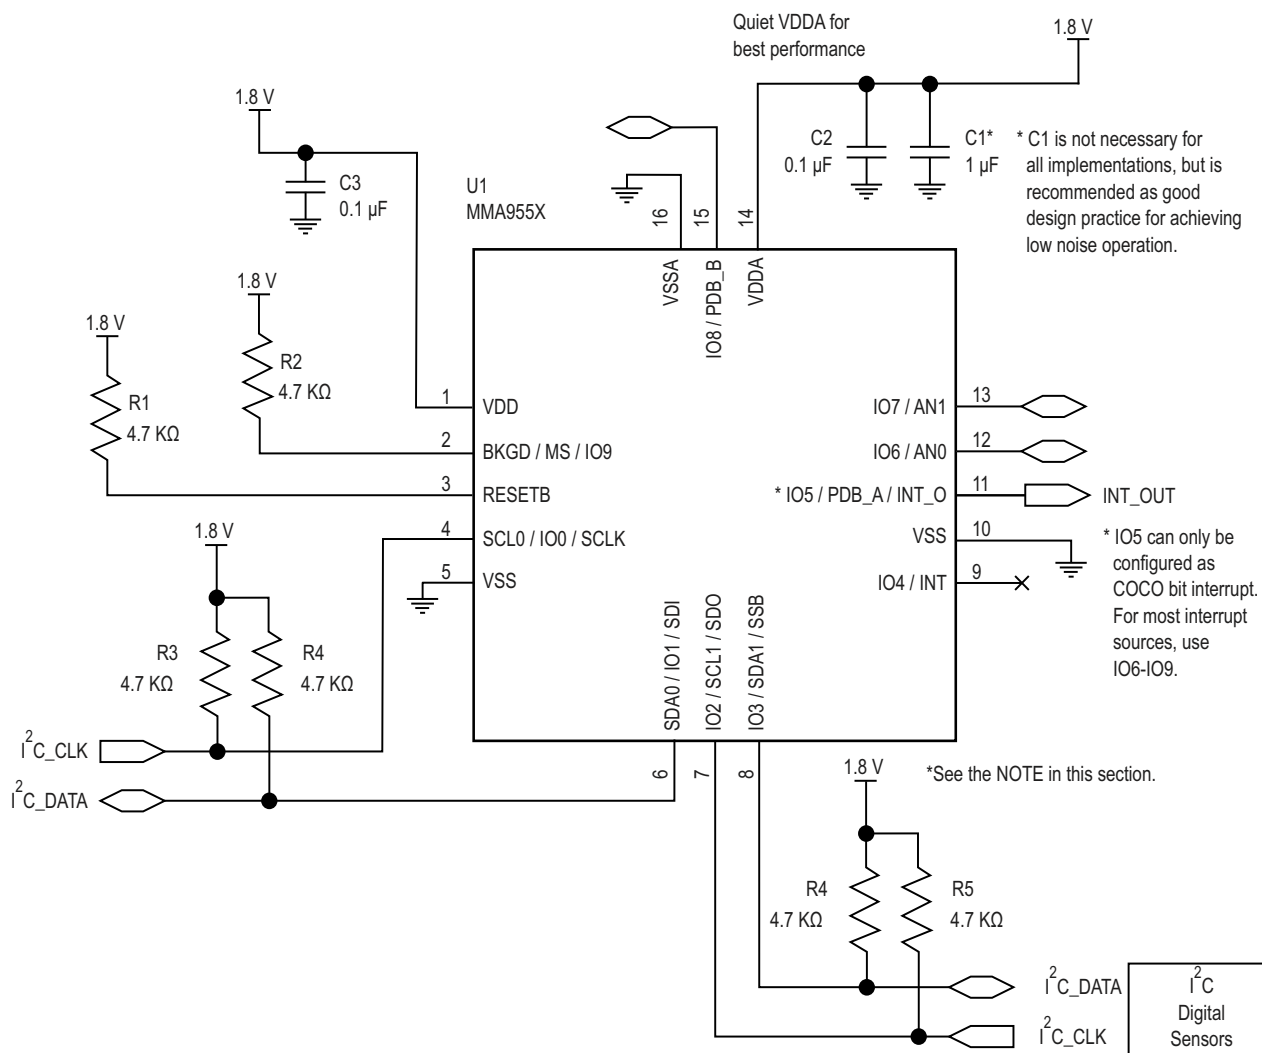 Quiet VDDA for
best performance
1.8 V
1.8 V
C3
0.1 µF
U1
MMA955X
C2
0.1 µF
C1*
1 µF
* C1 is not necessary for
all implementations, but is
recommended as good
design practice for achieving
low noise operation.
16
15
14
VSSA
IO8 / PDB_B
VDDA
1.8 V
R2
4.7 KΩ
1.8 V
R1
4.7 KΩ
1
VDD
2
BKGD / MS / IO9
3
RESETB
4
SCL0 / IO0 / SCLK
5
VSS
IO7 / AN1
13
IO6 / AN0
12
* IO5 / PDB_A / INT_O
11
INT_OUT
VSS
10
IO4 / INT
9
* IO5 can only be
configured as
COCO bit interrupt.
For most interrupt
sources, use
IO6-IO9.
1.8 V
R3
4.7 KΩ
R4
4.7 KΩ
I2C_CLK
I2C_DATA
SDA0 / IO1 / SDI
IO2 / SCL1 / SDO
IO3 / SDA1 / SSB
6
7
8
1.8 V
*See the NOTE in this section.
R4
4.7 KΩ
R5
4.7 KΩ
I2C_DATA
I2C_CLK
I2C
Digital
Sensors